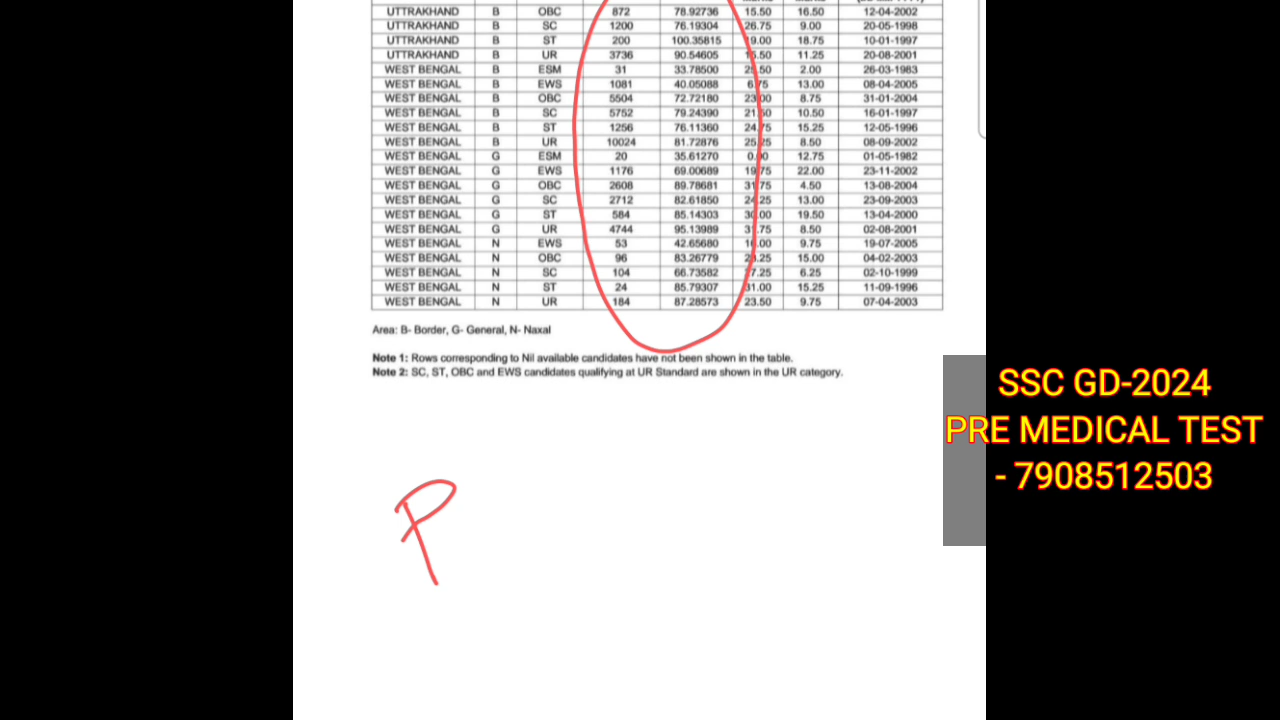 UTTRAKHAND B OBC 872 78.92736 15.50 16.50 12-04-2002
UTTRAKHAND B SC 1200 76.19304 26.75 9.00 20-05-1998
UTTRAKHAND B ST 200 100.35815 19.00 18.75 10-01-1997
UTTRAKHAND B UR 3736 90.54605 11.25 20-08-2001
WEST BENGAL B ESM 31 33.78500 2.00 26-03-1983
WEST BENGAL B EWS 1081 40.05088 13.00 08-04-2005
WEST BENGAL B OBC 5504 72.72180 23.00 8.75 31-01-2004
WEST BENGAL B SC 5752 79.24390 10.50 16-01-1997
WEST BENGAL B ST 1256 76.11360 15.25 12-05-1996
WEST BENGAL B UR 10024 81.72876 8.50 08-09-2002
WEST BENGAL G ESM 20 35.61270 12.75 01-05-1982
WEST BENGAL G EWS 1176 69.00689 19.75 22.00 23-11-2002
WEST BENGAL G OBC 2608 89.78681 31.75 4.50 13-08-2004
WEST BENGAL G SC 2712 82.61850 13.00 23-09-2003
WEST BENGAL G ST 584 85.14303 19.50 13-04-2000
WEST BENGAL G UR 4744 95.13989 8.50 02-08-2001
WEST BENGAL N EWS 53 42.65680 9.75 19-07-2005
WEST BENGAL N OBC 96 83.26779 15.00 04-02-2003
WEST BENGAL N SC 104 66.73582 6.25 02-10-1999
WEST BENGAL N ST 24 85.79307 31.00 15.25 11-09-1996
WEST BENGAL N UR 184 87.28573 23.50 9.75 07-04-2003
Area: B- Border, G- General, N- Naxal
Note 1: Rows corresponding to Nil available candidates have not been shown in the table.
Note 2: SC, ST, OBC and EWS candidates qualifying at UR Standard are shown in the UR category.
SSC GD-2024
PRE MEDICAL TEST
- 7908512503
P